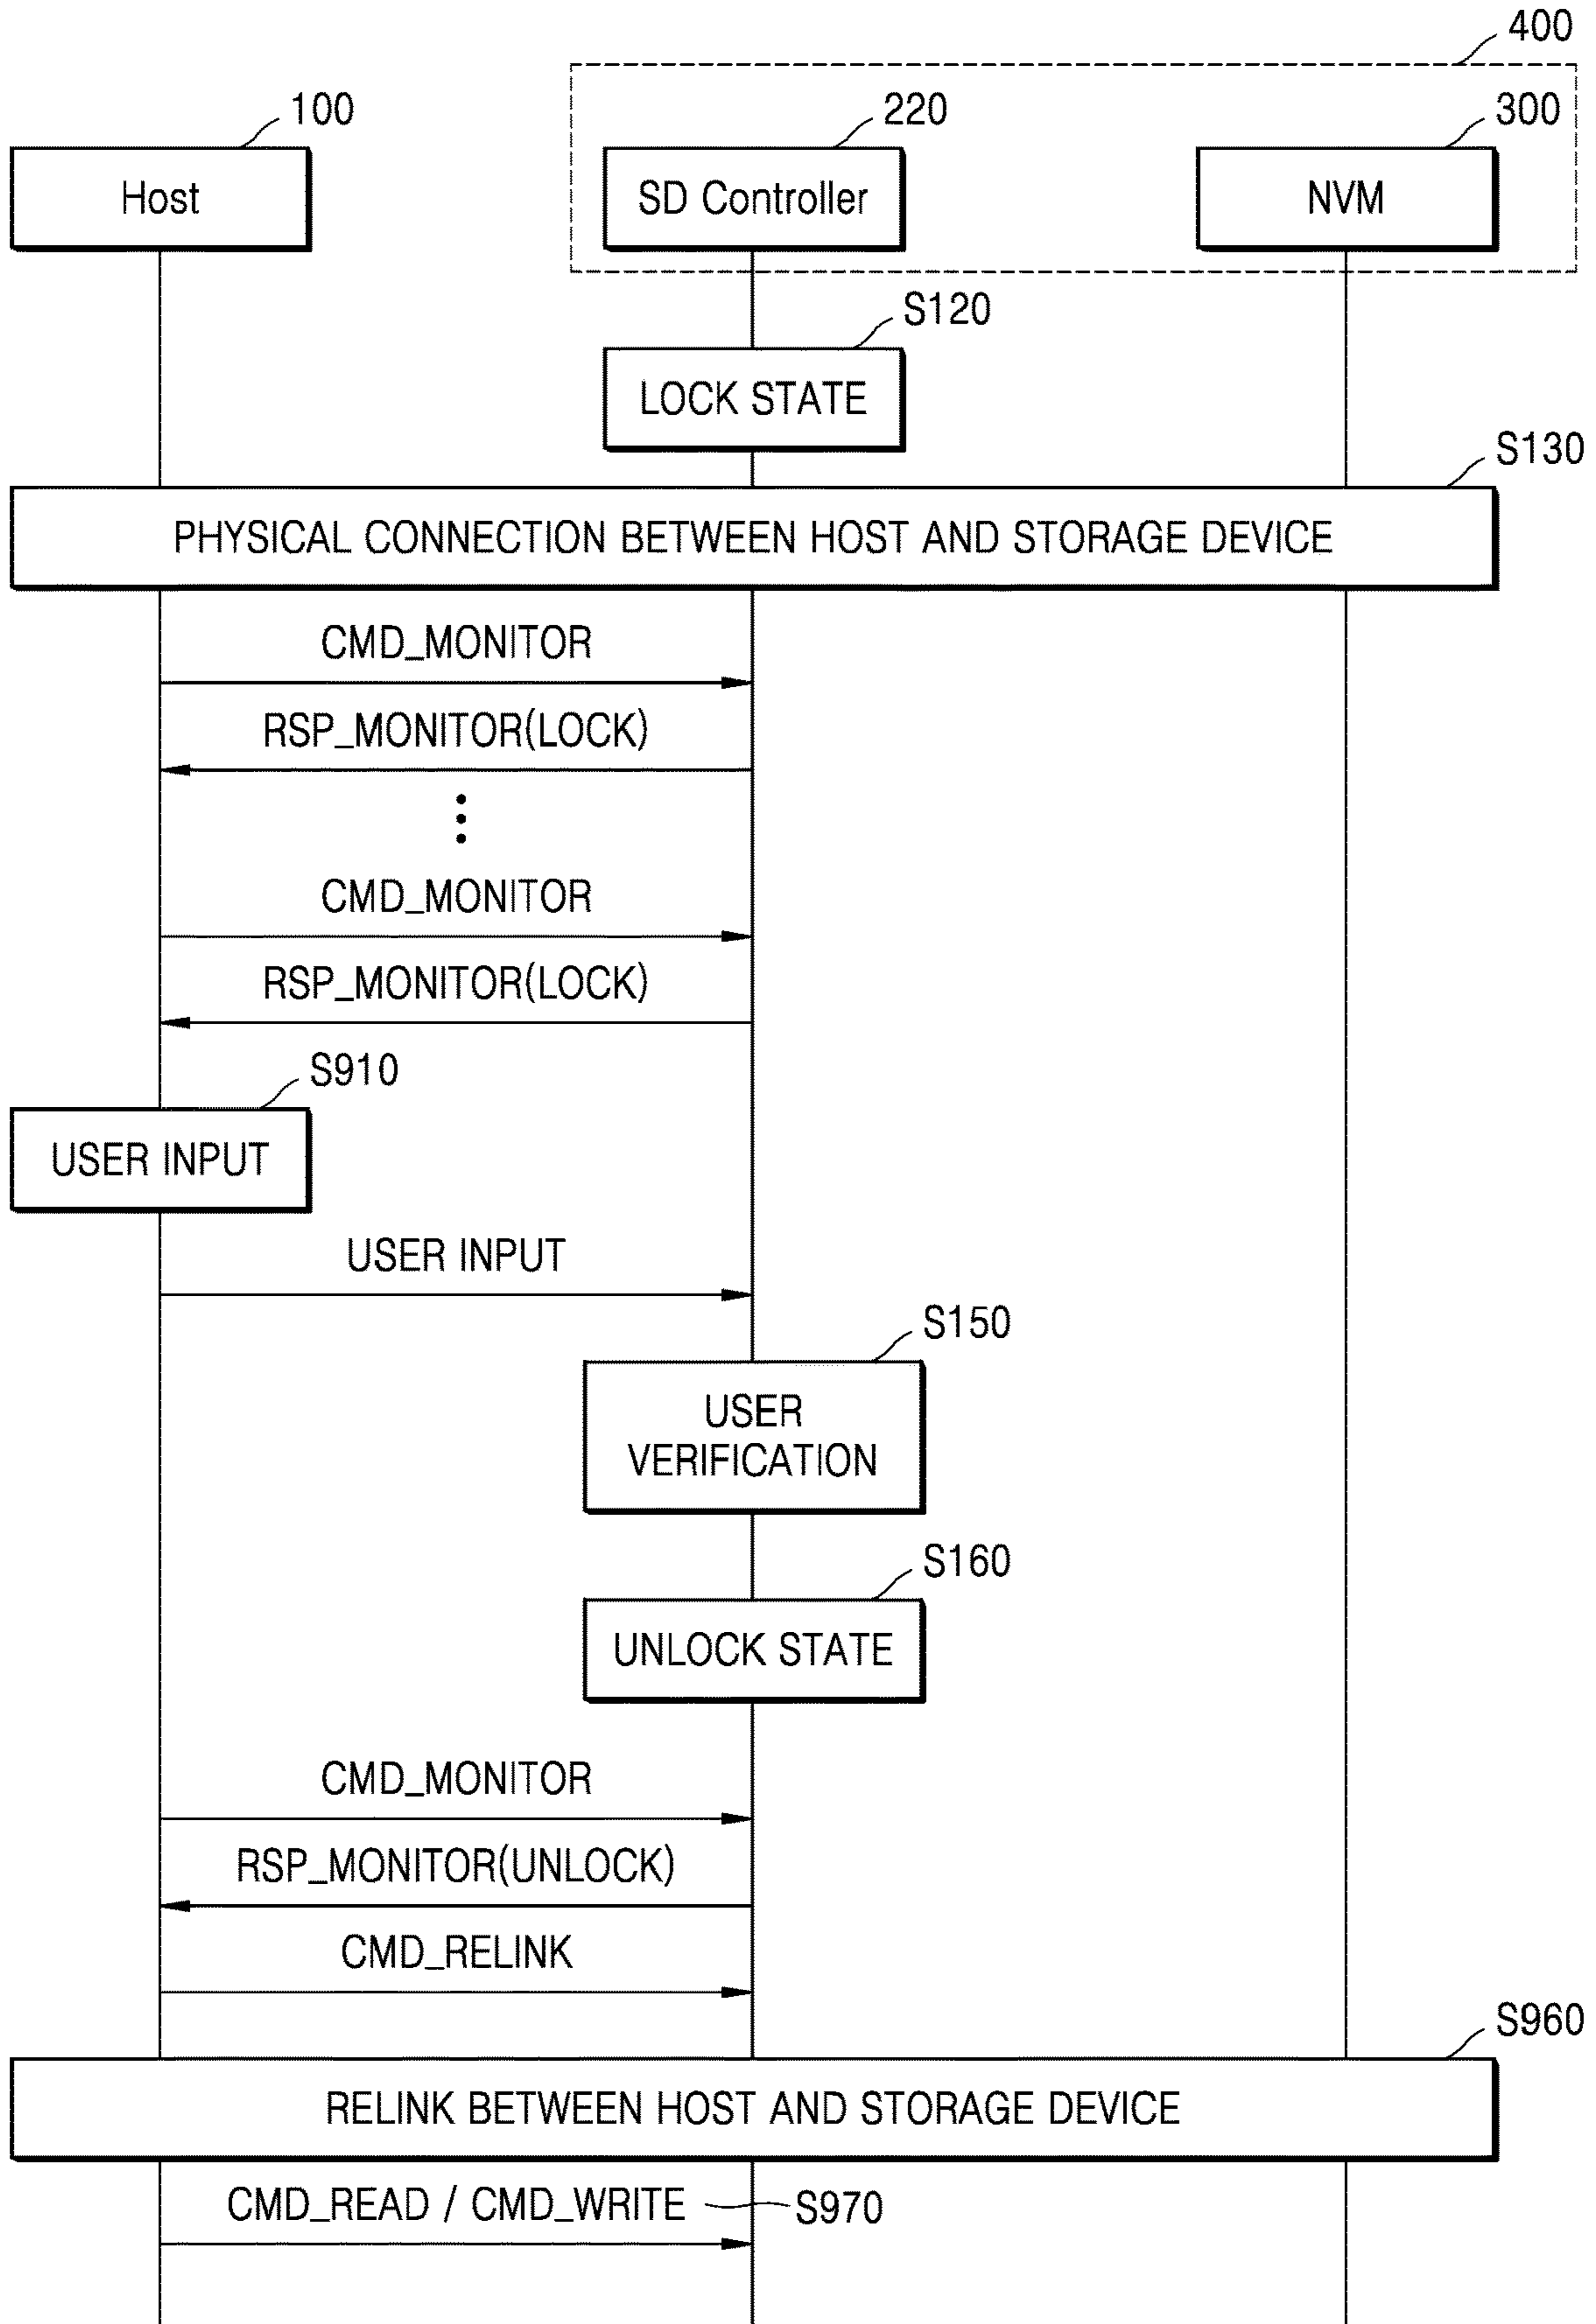 400
100
220
300
Host
SD Controller
NVM
S120
LOCK STATE
S130
PHYSICAL CONNECTION BETWEEN HOST AND STORAGE DEVICE
CMD_MONITOR
RSP_MONITOR(LOCK)
CMD_MONITOR
RSP_MONITOR(LOCK)
S910
USER INPUT
USER INPUT
S150
USER
VERIFICATION
S160
UNLOCK STATE
CMD_MONITOR
RSP_MONITOR(UNLOCK)
CMD_RELINK
S960
RELINK BETWEEN HOST AND STORAGE DEVICE
CMD_READ / CMD_WRITE
S970